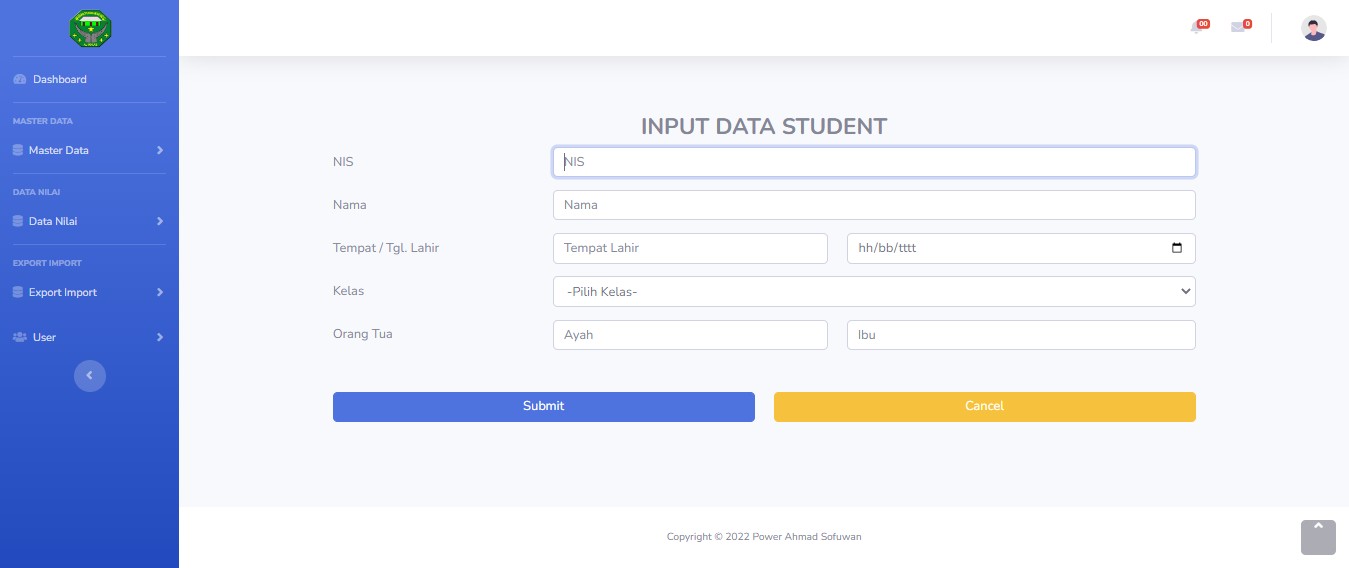 00
0
Dashboard
MASTER DATA
Master Data
DATA NILAI
Data Nilai
EXPORT IMPORT
Export Import
User
INPUT DATA STUDENT
NIS NIS
Nama Nama
Tempat / Tgl. Lahir Tempat Lahir hh/bb/tttt
Kelas -Pilih Kelas-
Orang Tua Ayah Ibu
Submit Cancel
Copyright © 2022 Power Ahmad Sofuwan